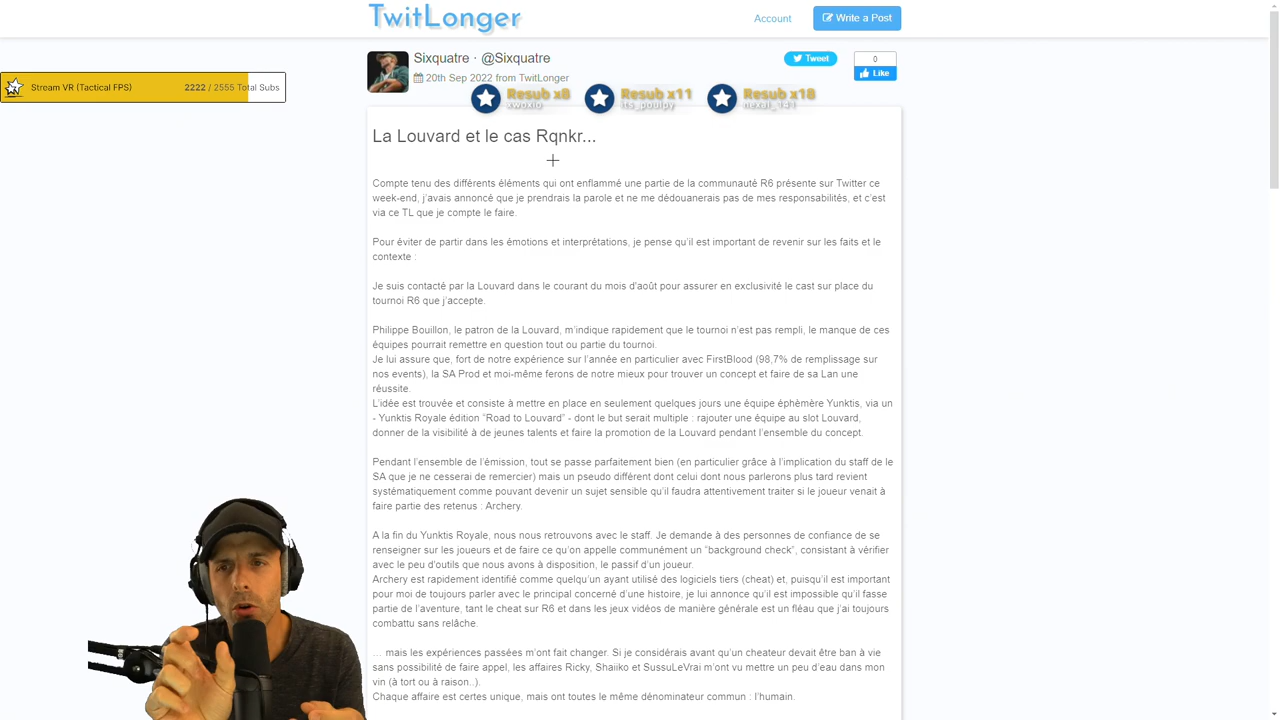 TwitLonger
Account
Write a Post
Sixquatre · @Sixquatre
Tweet
0
Like
20th Sep 2022 from TwitLonger
Stream VR (Tactical FPS)
2222 / 2555 Total Subs
Resub x8
xwoxio
Resub x11
its_poulpy
Resub x18
nexal_141
La Louvard et le cas Rqnkr...
Compte tenu des différents éléments qui ont enflammé une partie de la communauté R6 présente sur Twitter ce
week-end, j'avais annoncé que je prendrais la parole et ne me dédouanerais pas de mes responsabilités, et c'est
via ce TL que je compte le faire.
Pour éviter de partir dans les émotions et interprétations, je pense qu'il est important de revenir sur les faits et le
contexte :
Je suis contacté par la Louvard dans le courant du mois d'août pour assurer en exclusivité le cast sur place du
tournoi R6 que j'accepte.
Philippe Bouillon, le patron de la Louvard, m'indique rapidement que le tournoi n'est pas rempli, le manque de ces
équipes pourrait remettre en question tout ou partie du tournoi.
Je lui assure que, fort de notre expérience sur l'année en particulier avec FirstBlood (98,7% de remplissage sur
nos events), la SA Prod et moi-même ferons de notre mieux pour trouver un concept et faire de sa Lan une
réussite.
L'idée est trouvée et consiste à mettre en place en seulement quelques jours une équipe éphémère Yunktis, via un
- Yunktis Royale édition “Road to Louvard” - dont le but serait multiple : rajouter une équipe au slot Louvard,
donner de la visibilité à de jeunes talents et faire la promotion de la Louvard pendant l'ensemble du concept.
Pendant l'ensemble de l'émission, tout se passe parfaitement bien (en particulier grâce à l'implication du staff de le
SA que je ne cesserai de remercier) mais un pseudo différent dont celui dont nous parlerons plus tard revient
systématiquement comme pouvant devenir un sujet sensible qu'il faudra attentivement traiter si le joueur venait à
faire partie des retenus : Archery.
A la fin du Yunktis Royale, nous nous retrouvons avec le staff. Je demande à des personnes de confiance de se
renseigner sur les joueurs et de faire ce qu'on appelle communément un “background check”, consistant à vérifier
avec le peu d'outils que nous avons à disposition, le passif d'un joueur.
Archery est rapidement identifié comme quelqu'un ayant utilisé des logiciels tiers (cheat) et, puisqu'il est important
pour moi de toujours parler avec le principal concerné d'une histoire, je lui annonce qu'il est impossible qu'il fasse
partie de l'aventure, tant le cheat sur R6 et dans les jeux vidéos de manière générale est un fléau que j'ai toujours
combattu sans relâche.
… mais les expériences passées m'ont fait changer. Si je considérais avant qu'un cheateur devait être ban à vie
sans possibilité de faire appel, les affaires Ricky, Shaiiko et SussuLeVrai m'ont vu mettre un peu d'eau dans mon
vin (à tort ou à raison..).
Chaque affaire est certes unique, mais ont toutes le même dénominateur commun : l'humain.